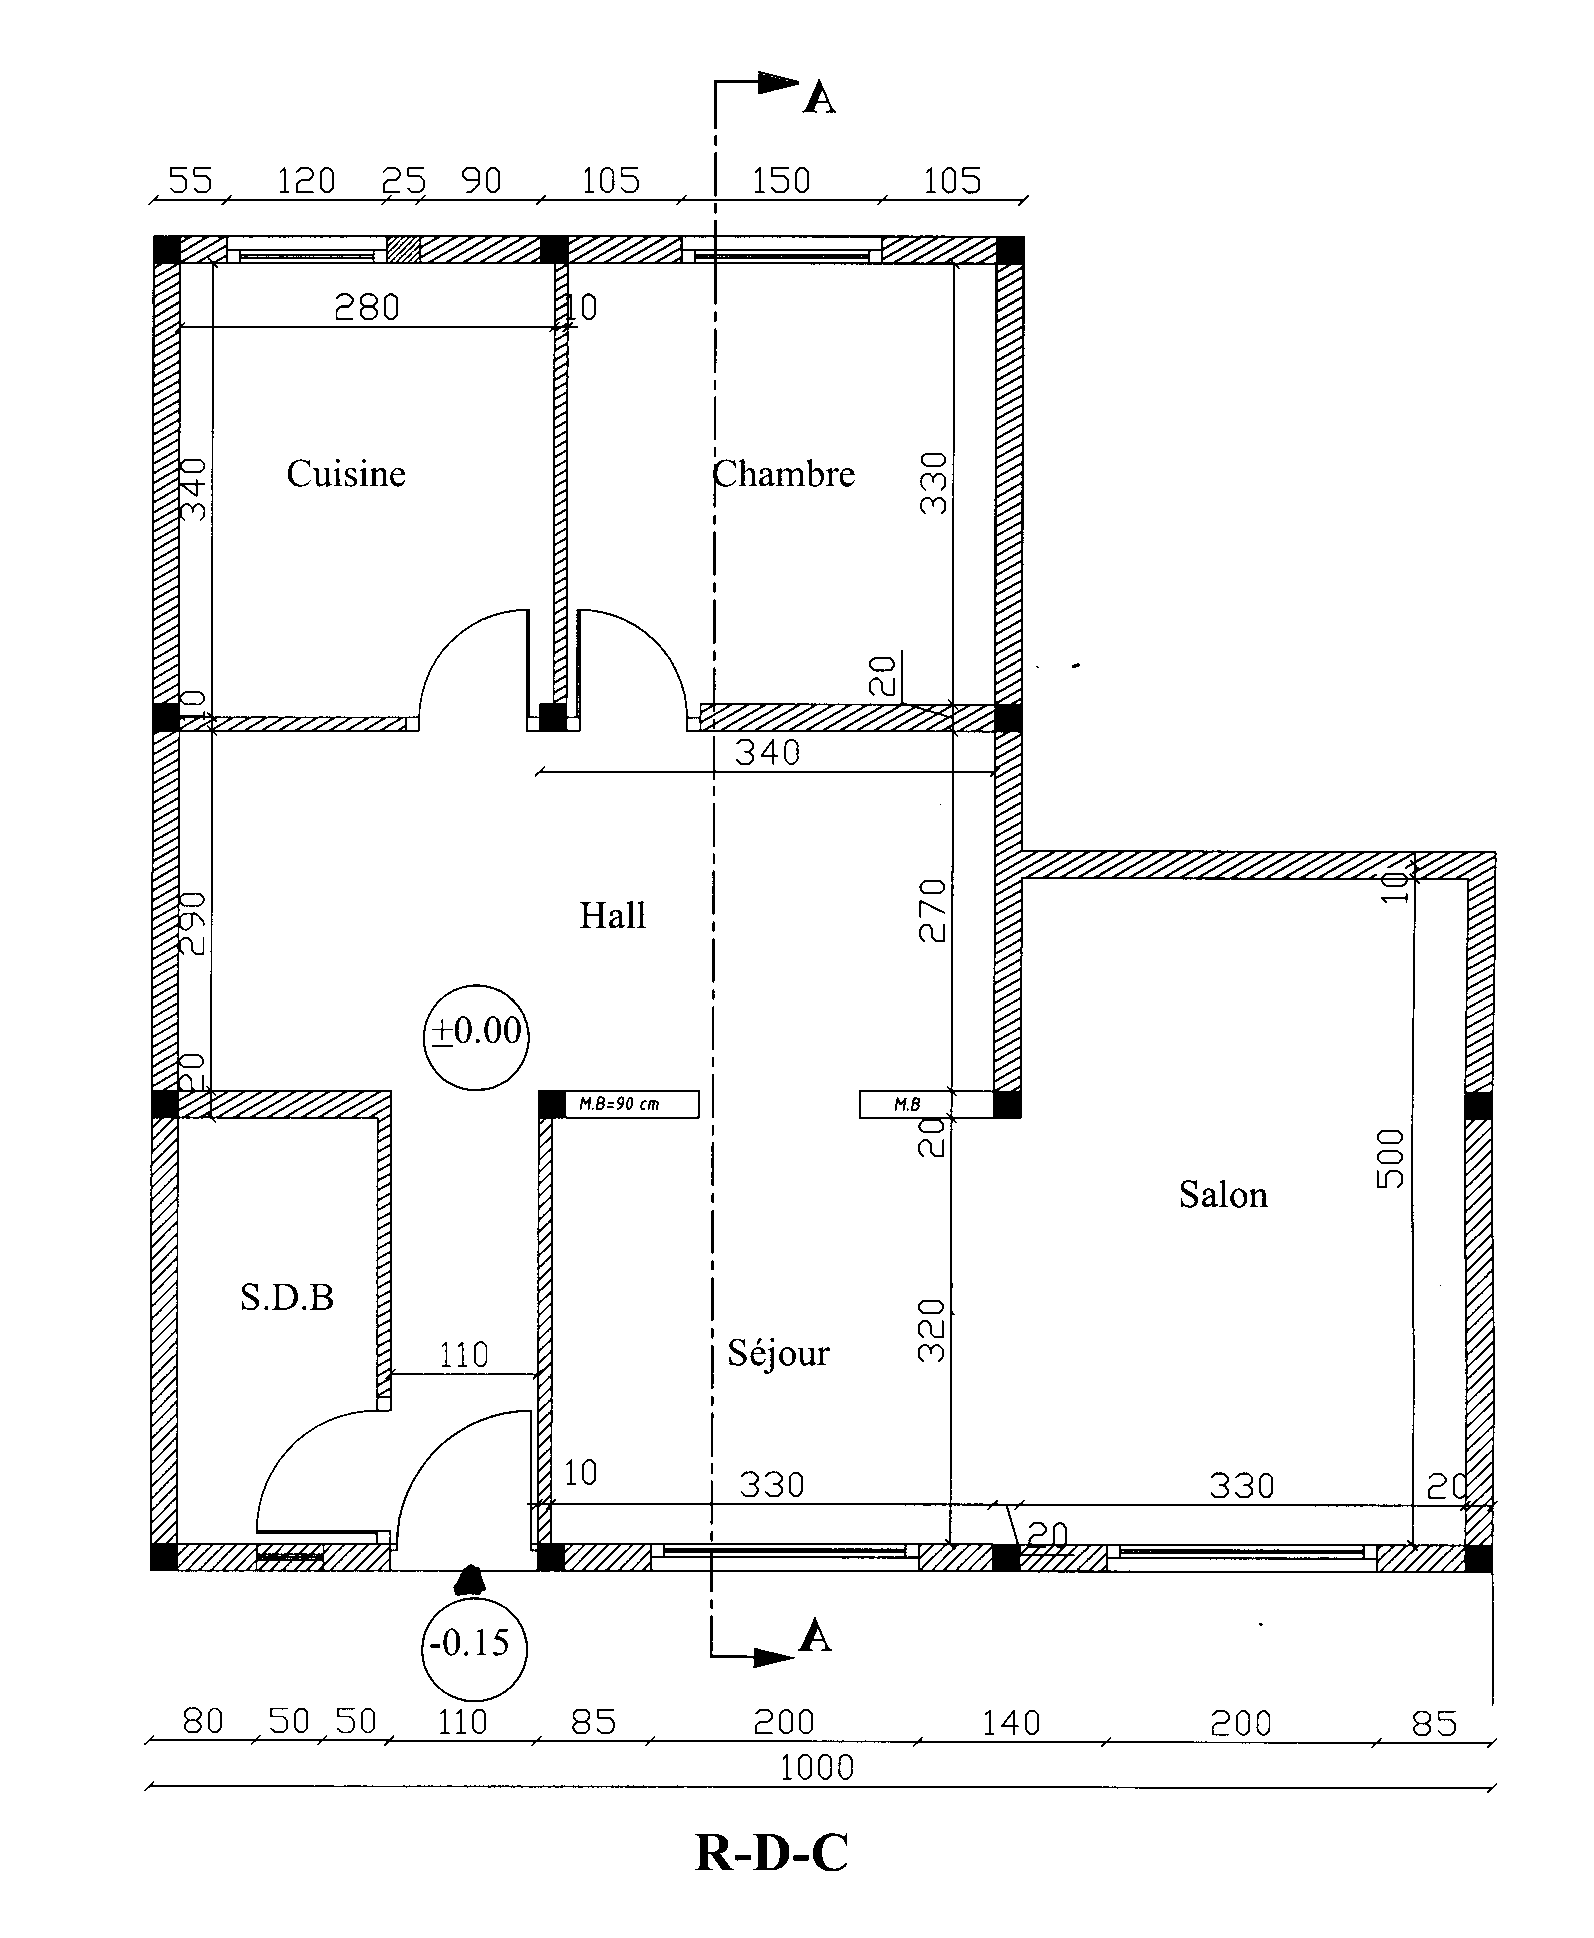 A
55 120 25 90 105 150 105
280 10
340
Cuisine
Chambre
330
20
10
340
290
Hall
270
10
±0.00
20
M.B=90 cm
M.B
20
500
Salon
S.D.B
320
Séjour
110
10 330 330 20
20
-0.15
A
80 50 50 110 85 200 140 200 85
1000
R-D-C